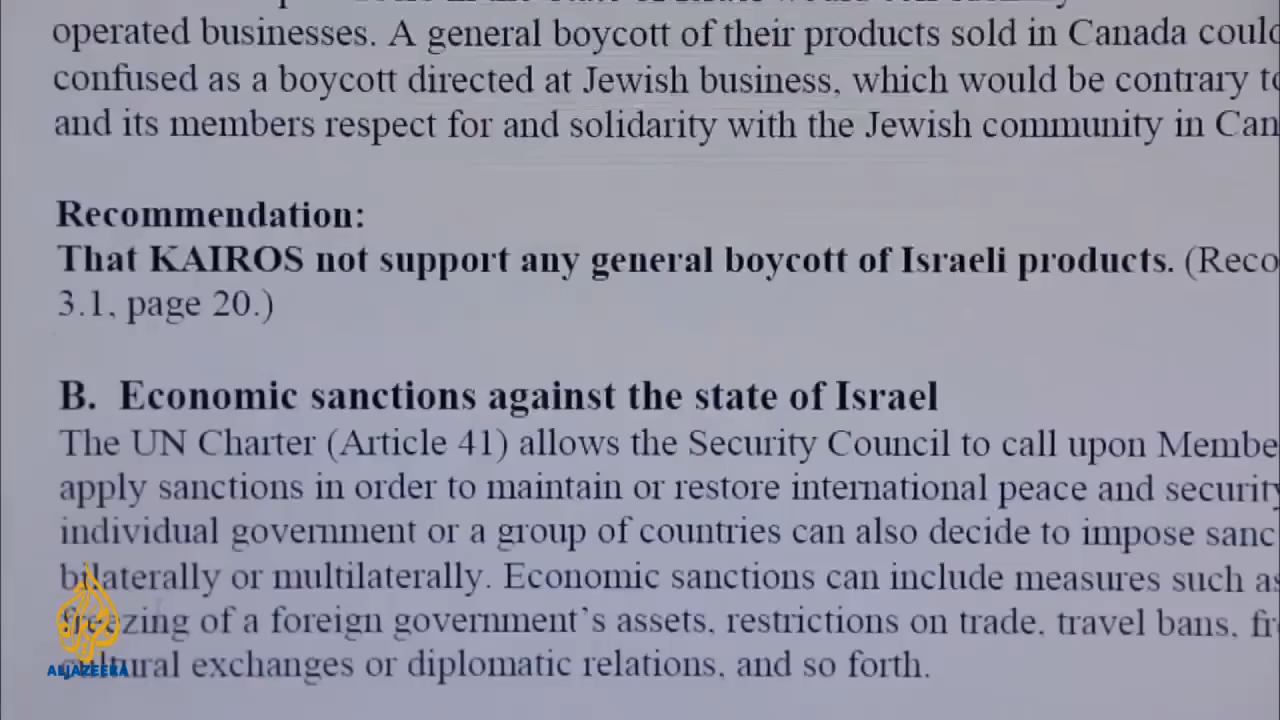 operated businesses. A general boycott of their products sold in Canada could
confused as a boycott directed at Jewish business, which would be contrary to
and its members respect for and solidarity with the Jewish community in Can
Recommendation:
That KAIROS not support any general boycott of Israeli products. (Reco
3.1, page 20.)
B. Economic sanctions against the state of Israel
The UN Charter (Article 41) allows the Security Council to call upon Membe
apply sanctions in order to maintain or restore international peace and security
individual government or a group of countries can also decide to impose sanc
bilaterally or multilaterally. Economic sanctions can include measures such as
freezing of a foreign government's assets, restrictions on trade, travel bans, fi
cultural exchanges or diplomatic relations, and so forth.
ALJAZEERA